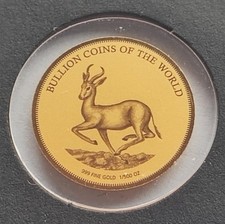 BULLION COINS OF THE WORLD
999 FINE GOLD 1/500 OZ